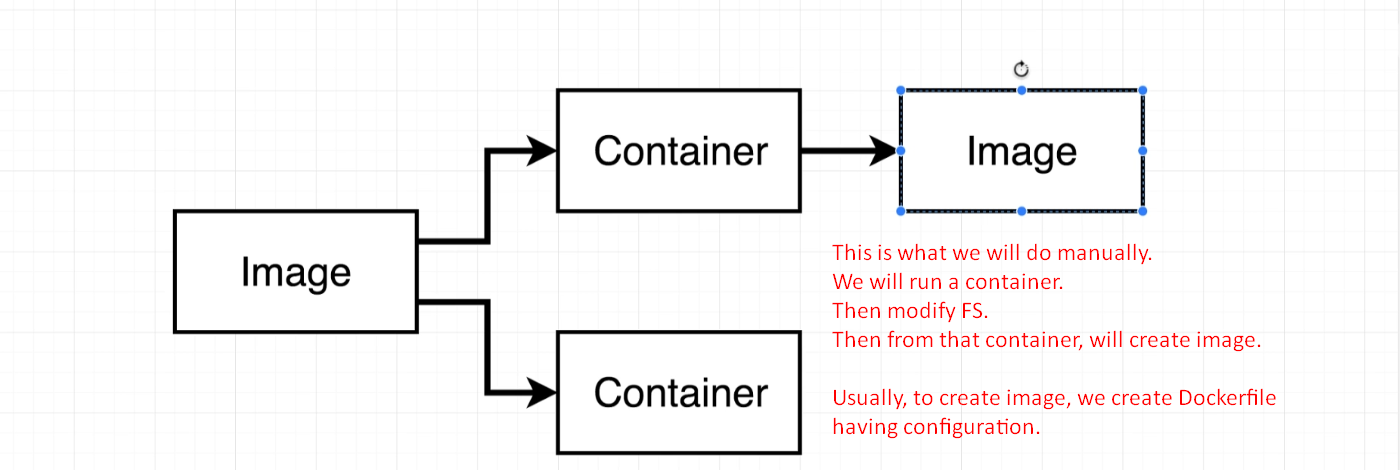 Container
Image
Image
Container
This is what we will do manually.
We will run a container.
Then modify FS.
Then from that container, will create image.
Usually, to create image, we create Dockerfile
having configuration.